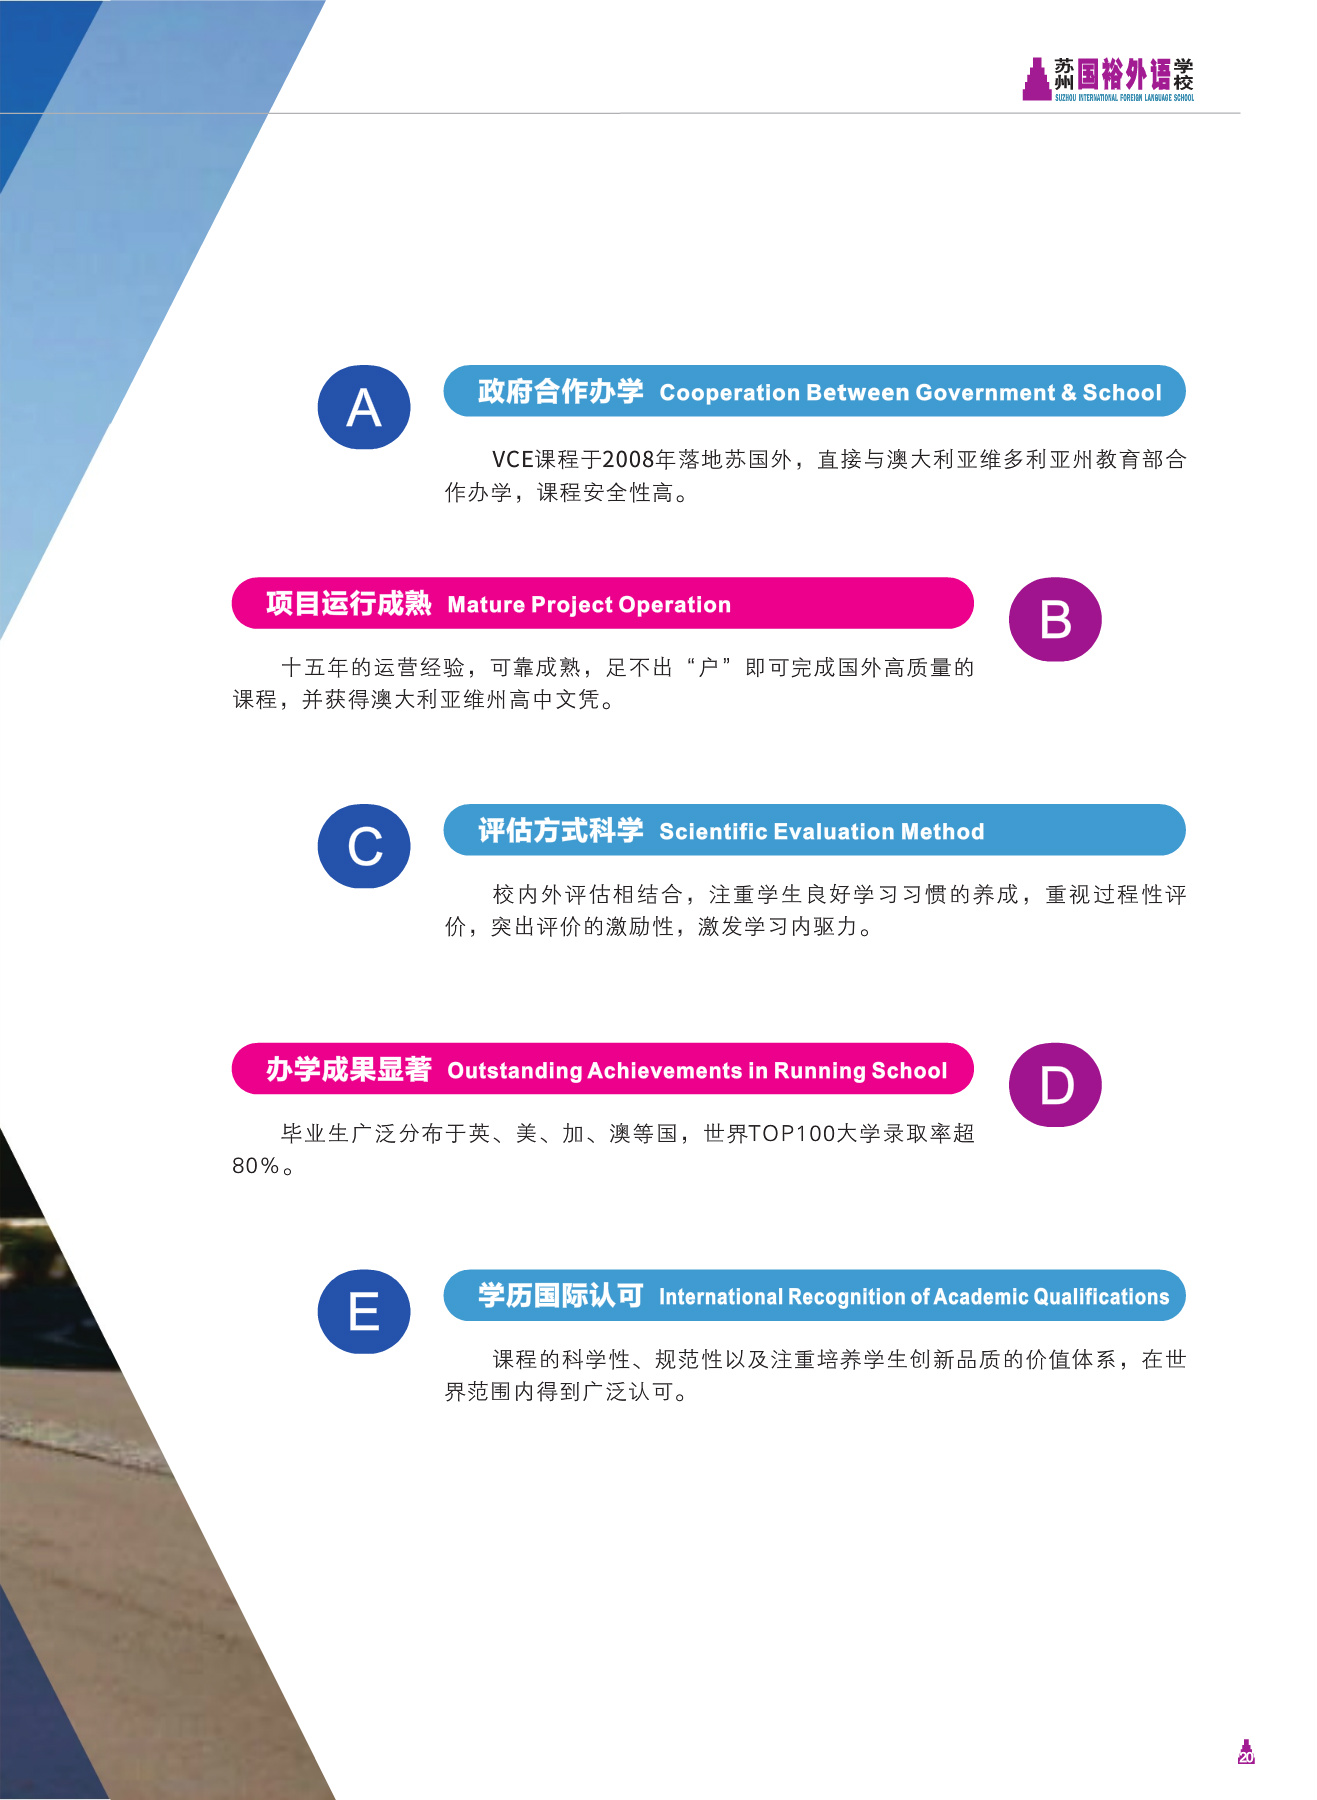 苏州国裕外语学校
SUZHOU INTERNATIONAL FOREIGN LANGUAGE SCHOOL
A
政府合作办学 Cooperation Between Government & School
VCE课程于2008年落地苏国外，直接与澳大利亚维多利亚州教育部合
作办学，课程安全性高。
项目运行成熟 Mature Project Operation
B
十五年的运营经验，可靠成熟，足不出“户”即可完成国外高质量的
课程，并获得澳大利亚维州高中文凭。
C
评估方式科学 Scientific Evaluation Method
校内外评估相结合，注重学生良好学习习惯的养成，重视过程性评
价，突出评价的激励性，激发学习内驱力。
办学成果显著 Outstanding Achievements in Running School
D
毕业生广泛分布于英、美、加、澳等国，世界TOP100大学录取率超
80%。
E
学历国际认可 International Recognition of Academic Qualifications
课程的科学性、规范性以及注重培养学生创新品质的价值体系，在世
界范围内得到广泛认可。
20